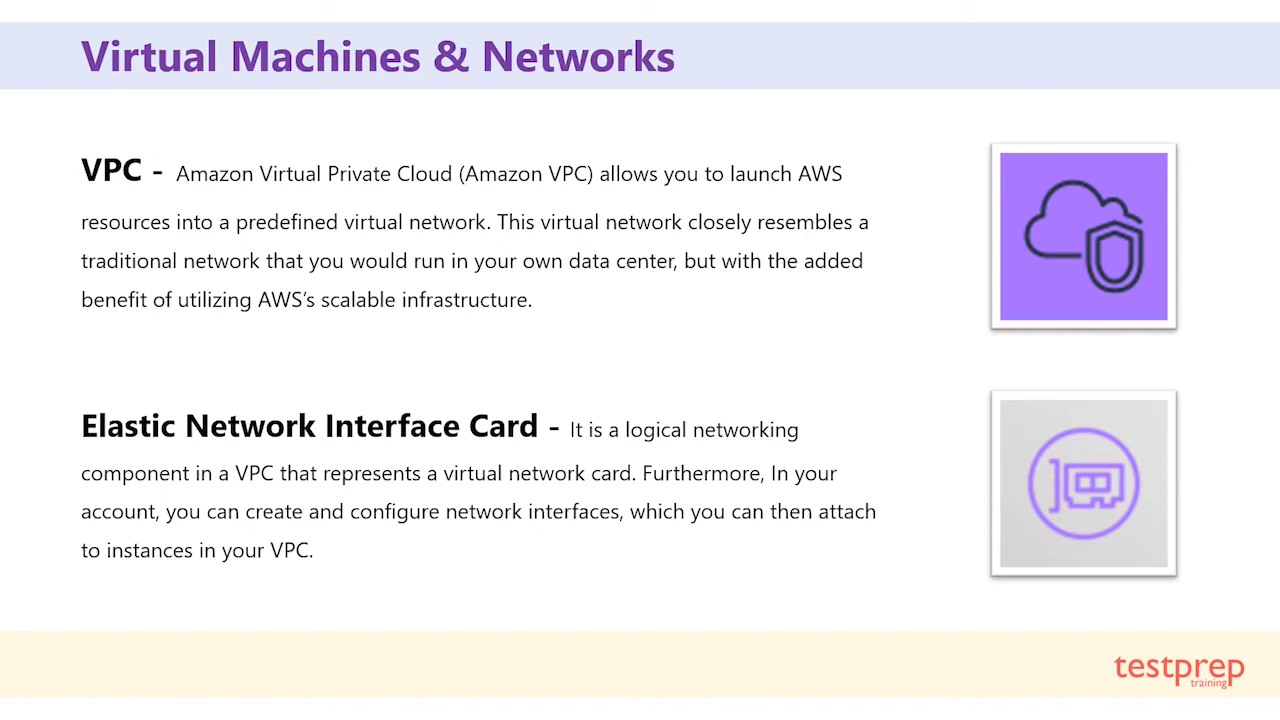 Virtual Machines & Networks
VPC - Amazon Virtual Private Cloud (Amazon VPC) allows you to launch AWS
resources into a predefined virtual network. This virtual network closely resembles a
traditional network that you would run in your own data center, but with the added
benefit of utilizing AWS’s scalable infrastructure.
Elastic Network Interface Card - It is a logical networking
component in a VPC that represents a virtual network card. Furthermore, In your
account, you can create and configure network interfaces, which you can then attach
to instances in your VPC.
testprep
training